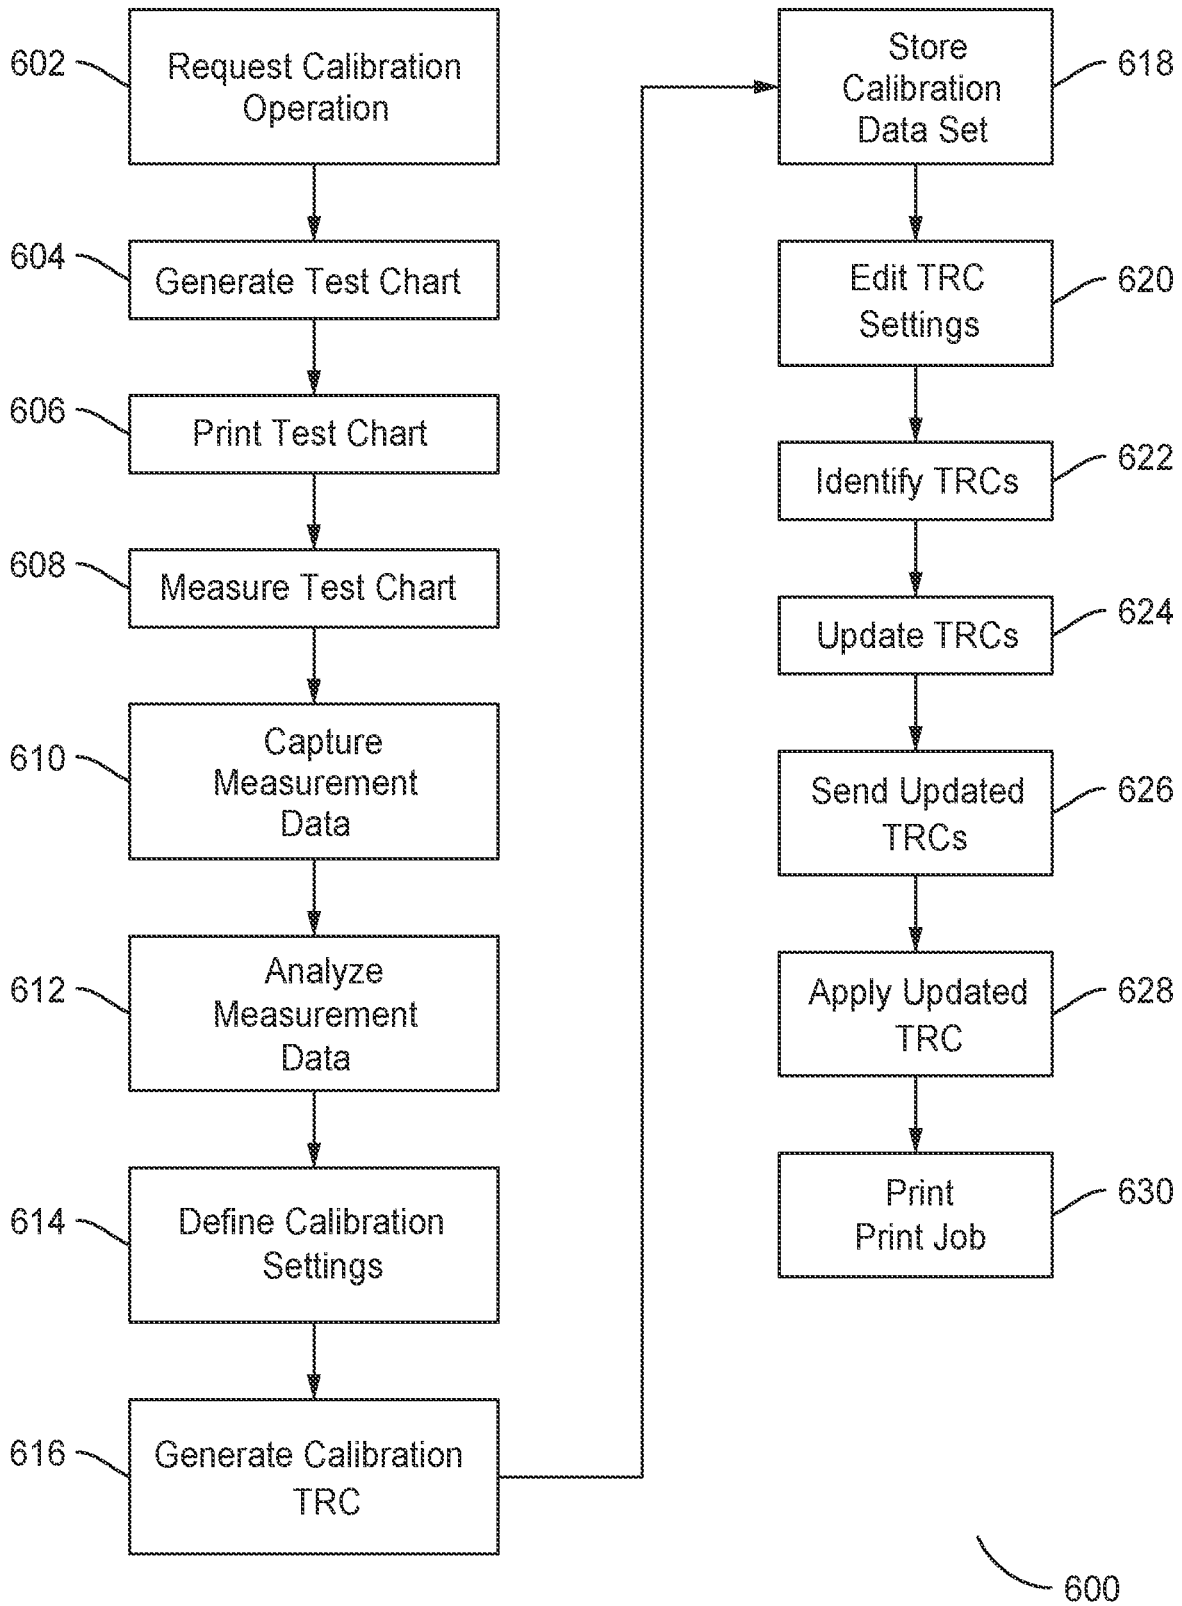 602
Request Calibration
Operation
604
Generate Test Chart
606
Print Test Chart
608
Measure Test Chart
610
Capture
Measurement
Data
612
Analyze
Measurement
Data
614
Define Calibration
Settings
616
Generate Calibration
TRC
Store
Calibration
Data Set
618
Edit TRC
Settings
620
Identify TRCs
622
Update TRCs
624
Send Updated
TRCs
626
Apply Updated
TRC
628
Print
Print Job
630
600